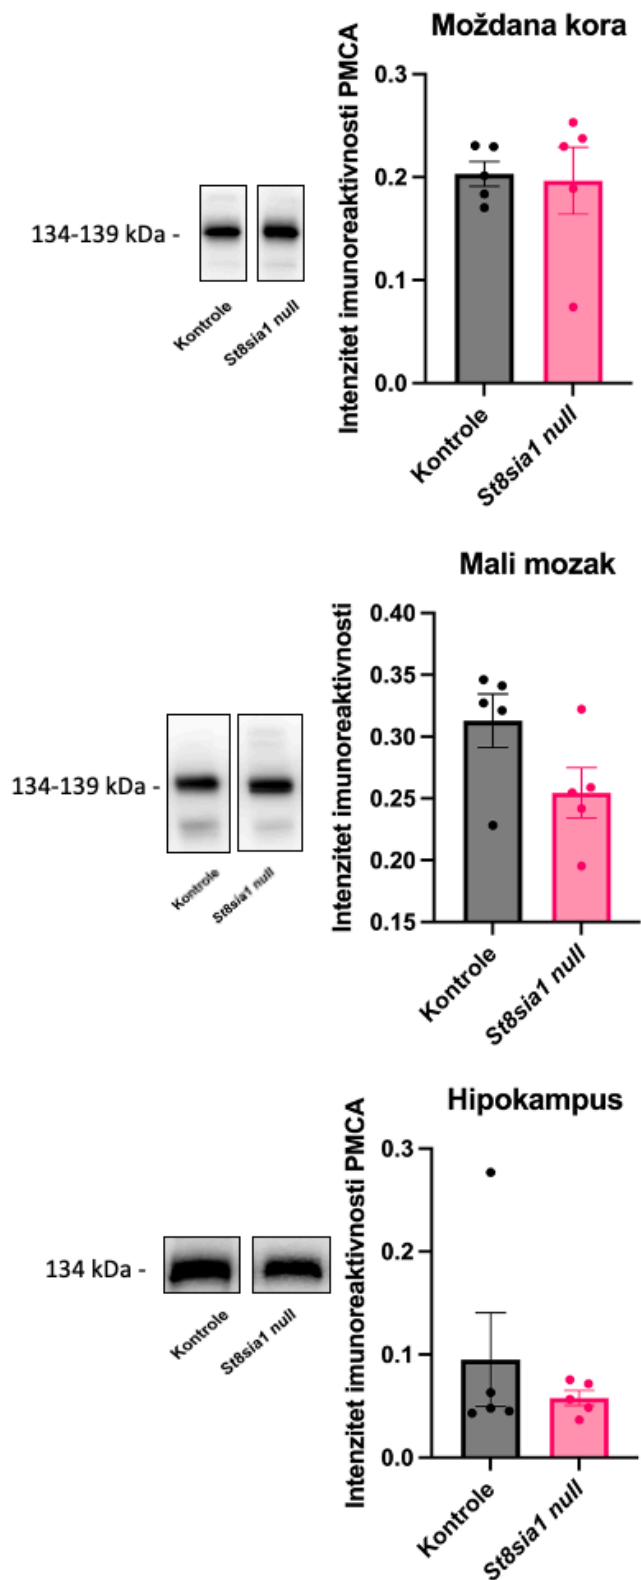 Moždana kora
Intenzitet imunoreaktivnosti PMCA
0.3
0.2
0.1
0.0
134-139 kDa -
Kontrole
St8sia1 null
Kontrole
St8sia1 null
Mali mozak
Intenzitet imunoreaktivnosti
0.40
0.35
0.30
0.25
0.20
0.15
134-139 kDa -
Kontrole
St8sia1 null
Kontrole
St8sia1 null
Hipokampus
Intenzitet imunoreaktivnosti PMCA
0.3
0.2
0.1
0.0
134 kDa -
Kontrole
St8sia1 null
Kontrole
St8sia1 null